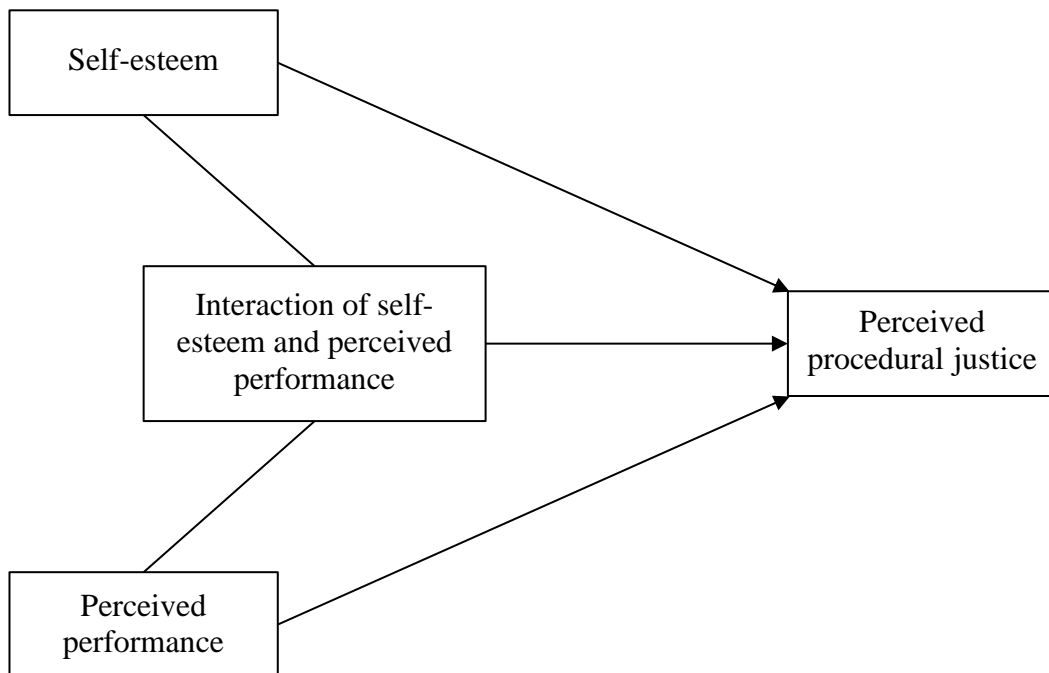 Self-esteem
Interaction of self-
esteem and perceived
performance
Perceived
procedural justice
Perceived
performance